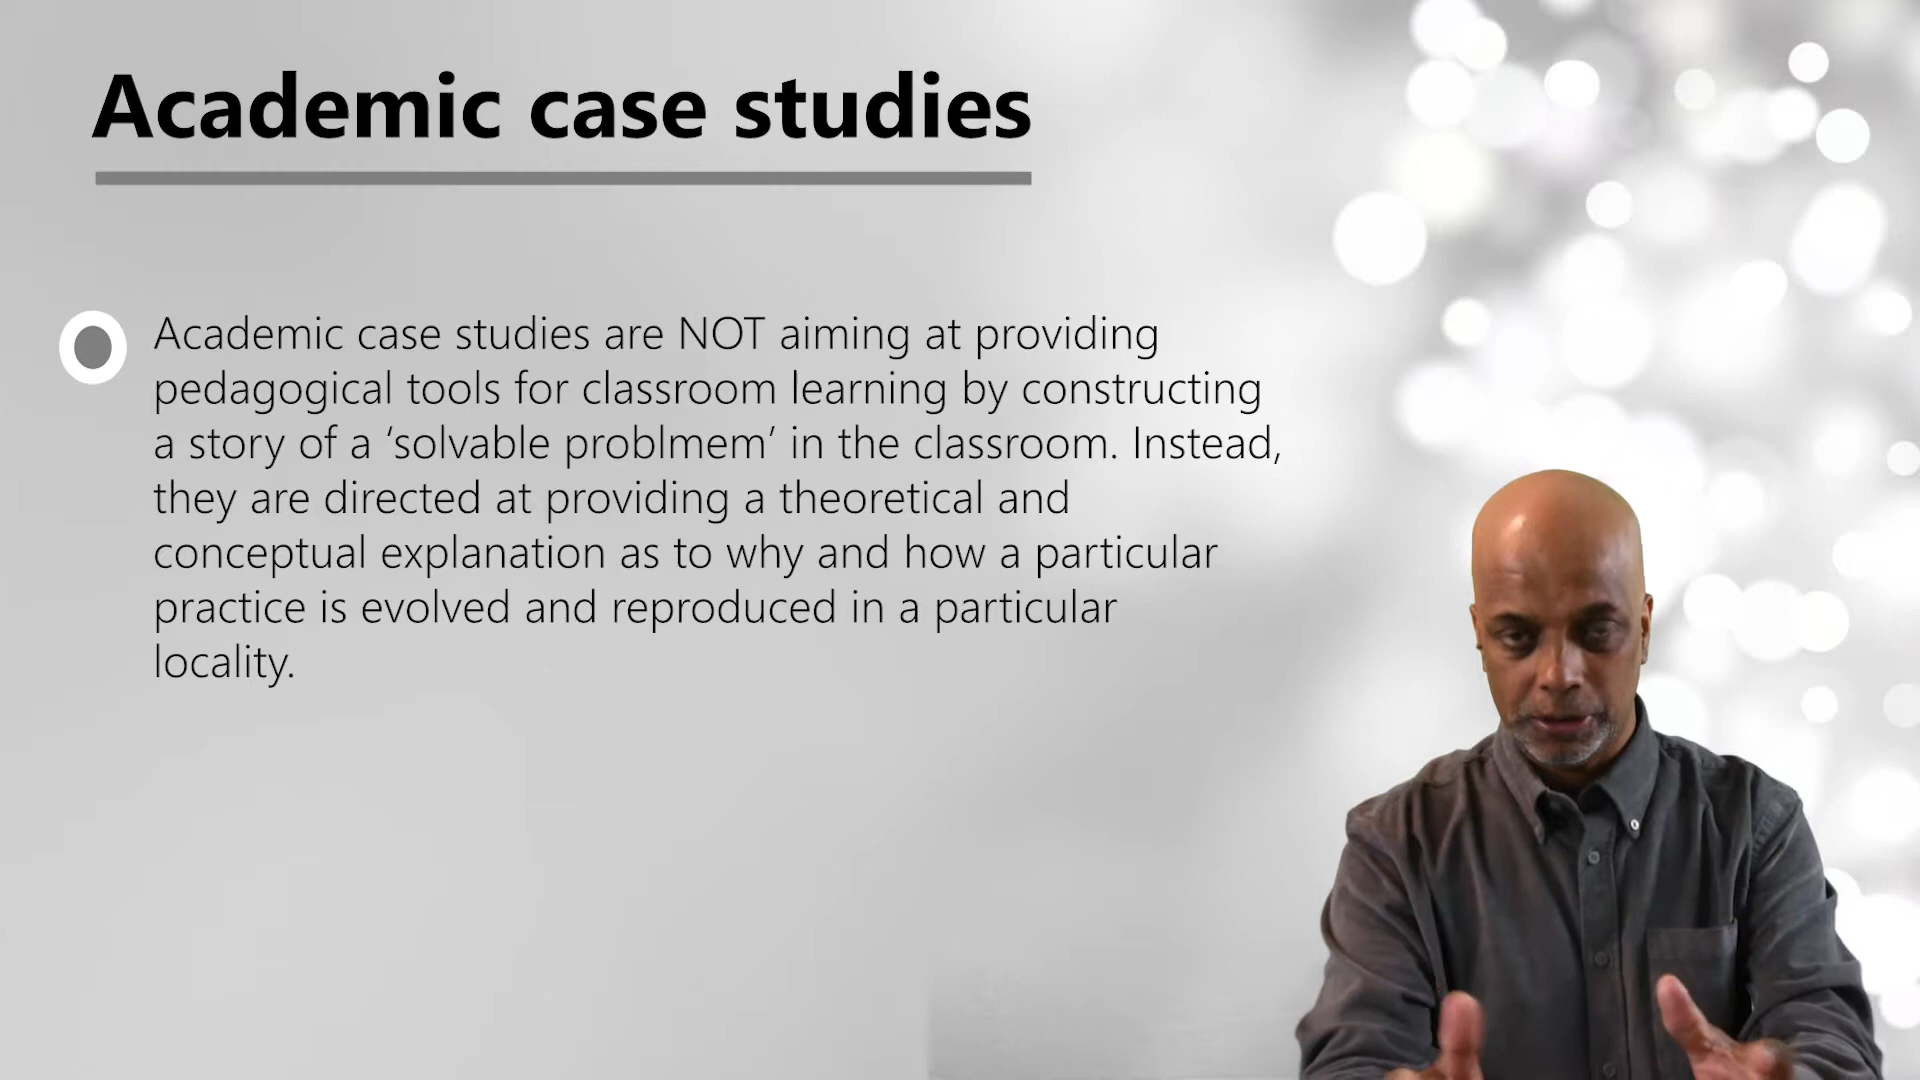 Academic case studies
Academic case studies are NOT aiming at providing
pedagogical tools for classroom learning by constructing
a story of a ‘solvable problmem’ in the classroom. Instead,
they are directed at providing a theoretical and
conceptual explanation as to why and how a particular
practice is evolved and reproduced in a particular
locality.